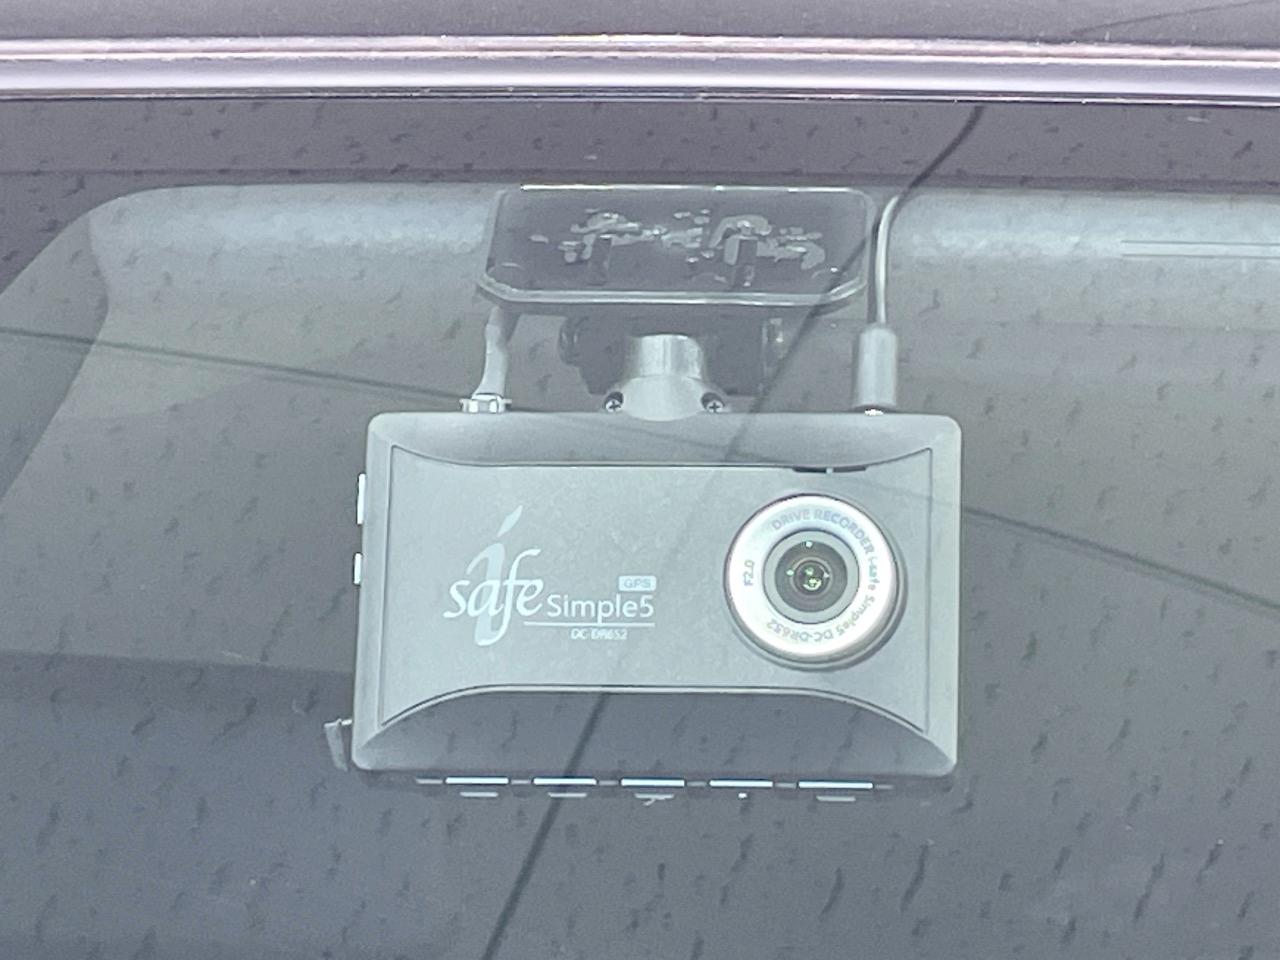 i safe
GPS
Simple5
DC-DR652
DRIVE RECORDER i-safe Simple5 DC-DR652
F2.0